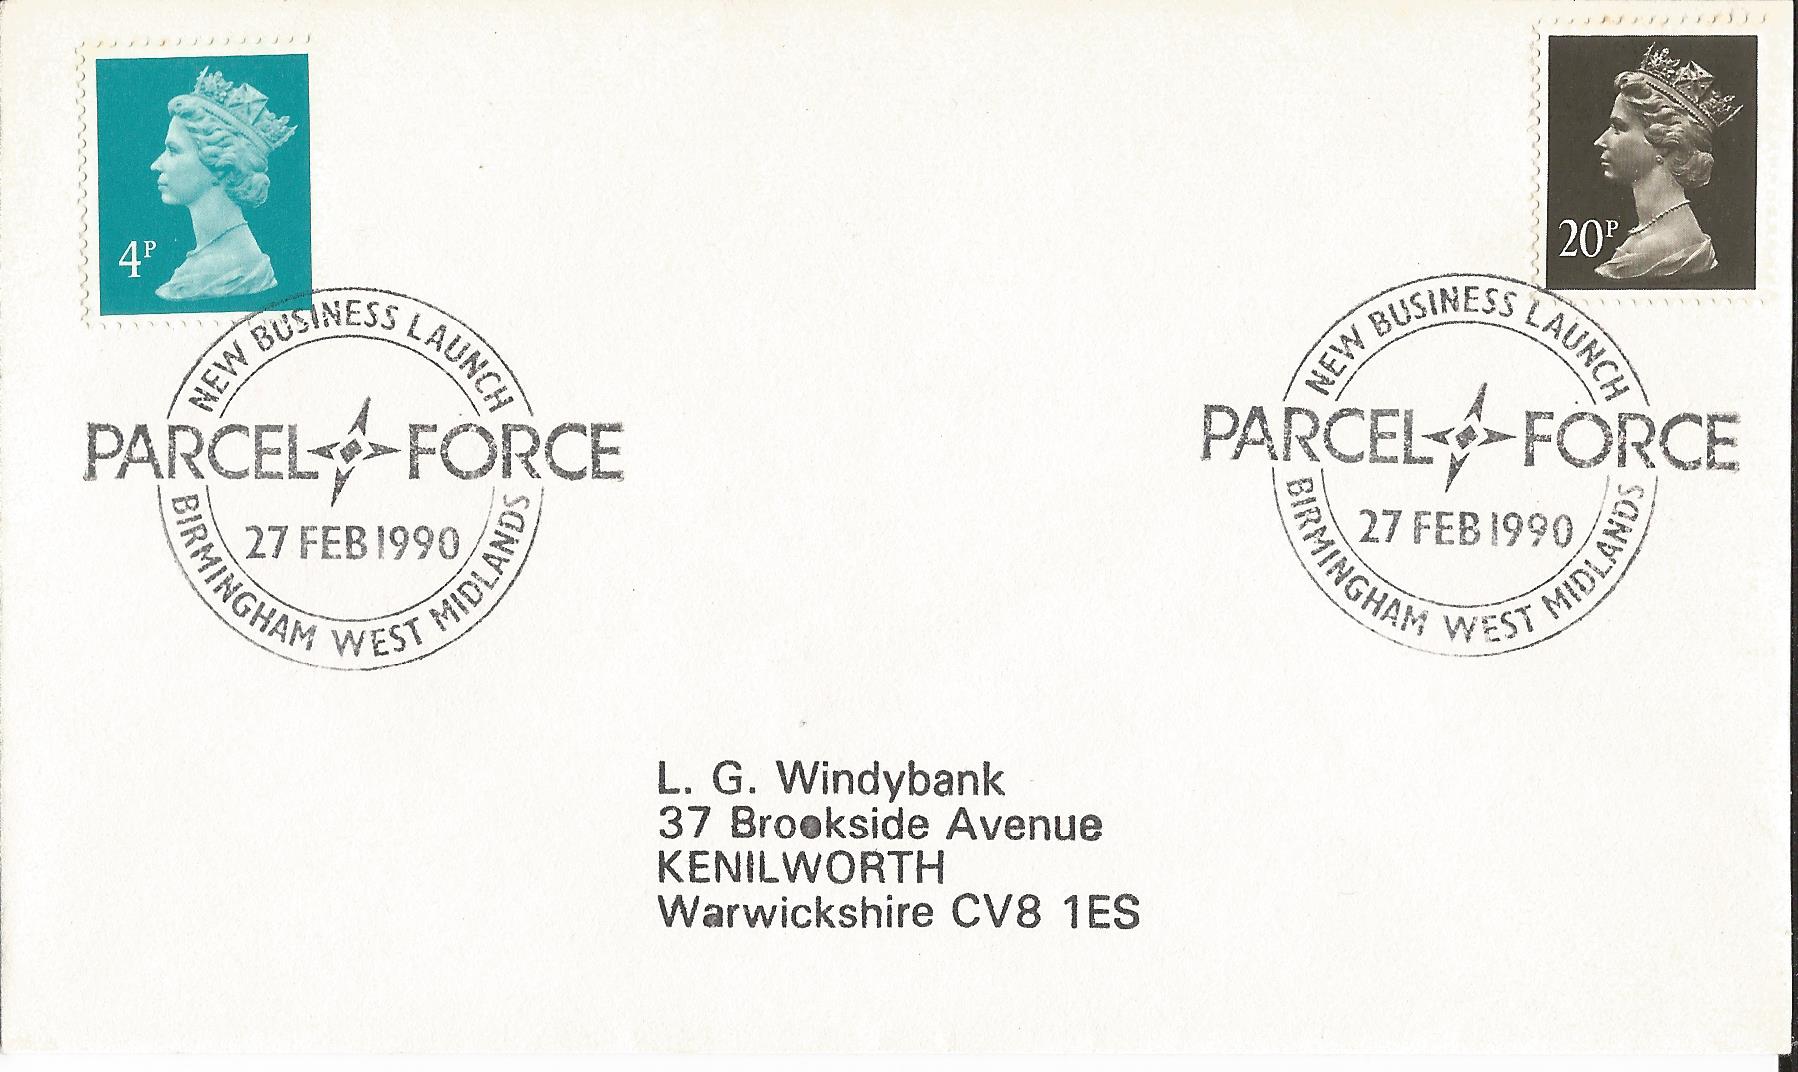 4P
20P
NEW BUSINESS LAUNCH
PARCEL FORCE
27 FEB 1990
BIRMINGHAM WEST MIDLANDS
NEW BUSINESS LAUNCH
PARCEL FORCE
27 FEB 1990
BIRMINGHAM WEST MIDLANDS
L. G. Windybank
37 Brookside Avenue
KENILWORTH
Warwickshire CV8 1ES